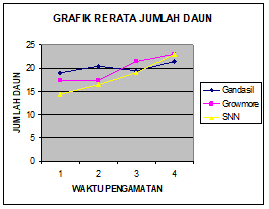 GRAFIK RERATA JUMLAH DAUN
JUMLAH DAUN
25
20
15
10
5
0
1 2 3 4
WAKTU PENGAMATAN
Gandasil
Growmore
SNN